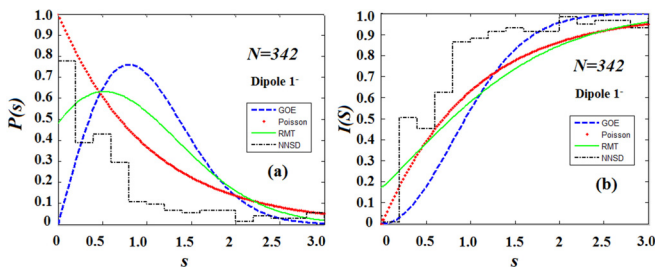 1.0
0.9
0.8
0.7
0.6
0.5
0.4
0.3
0.2
0.1
0
0.5
1.0
1.5
2.0
2.5
3.0
P(s)
s
N=342
Dipole 1-
GOE
Poisson
RMT
NNSD
(a)
1.0
0.9
0.8
0.7
0.6
0.5
0.4
0.3
0.2
0.1
0
0.5
1.0
1.5
2.0
2.5
3.0
I(S)
s
N=342
Dipole 1-
GOE
Poisson
RMT
NNSD
(b)